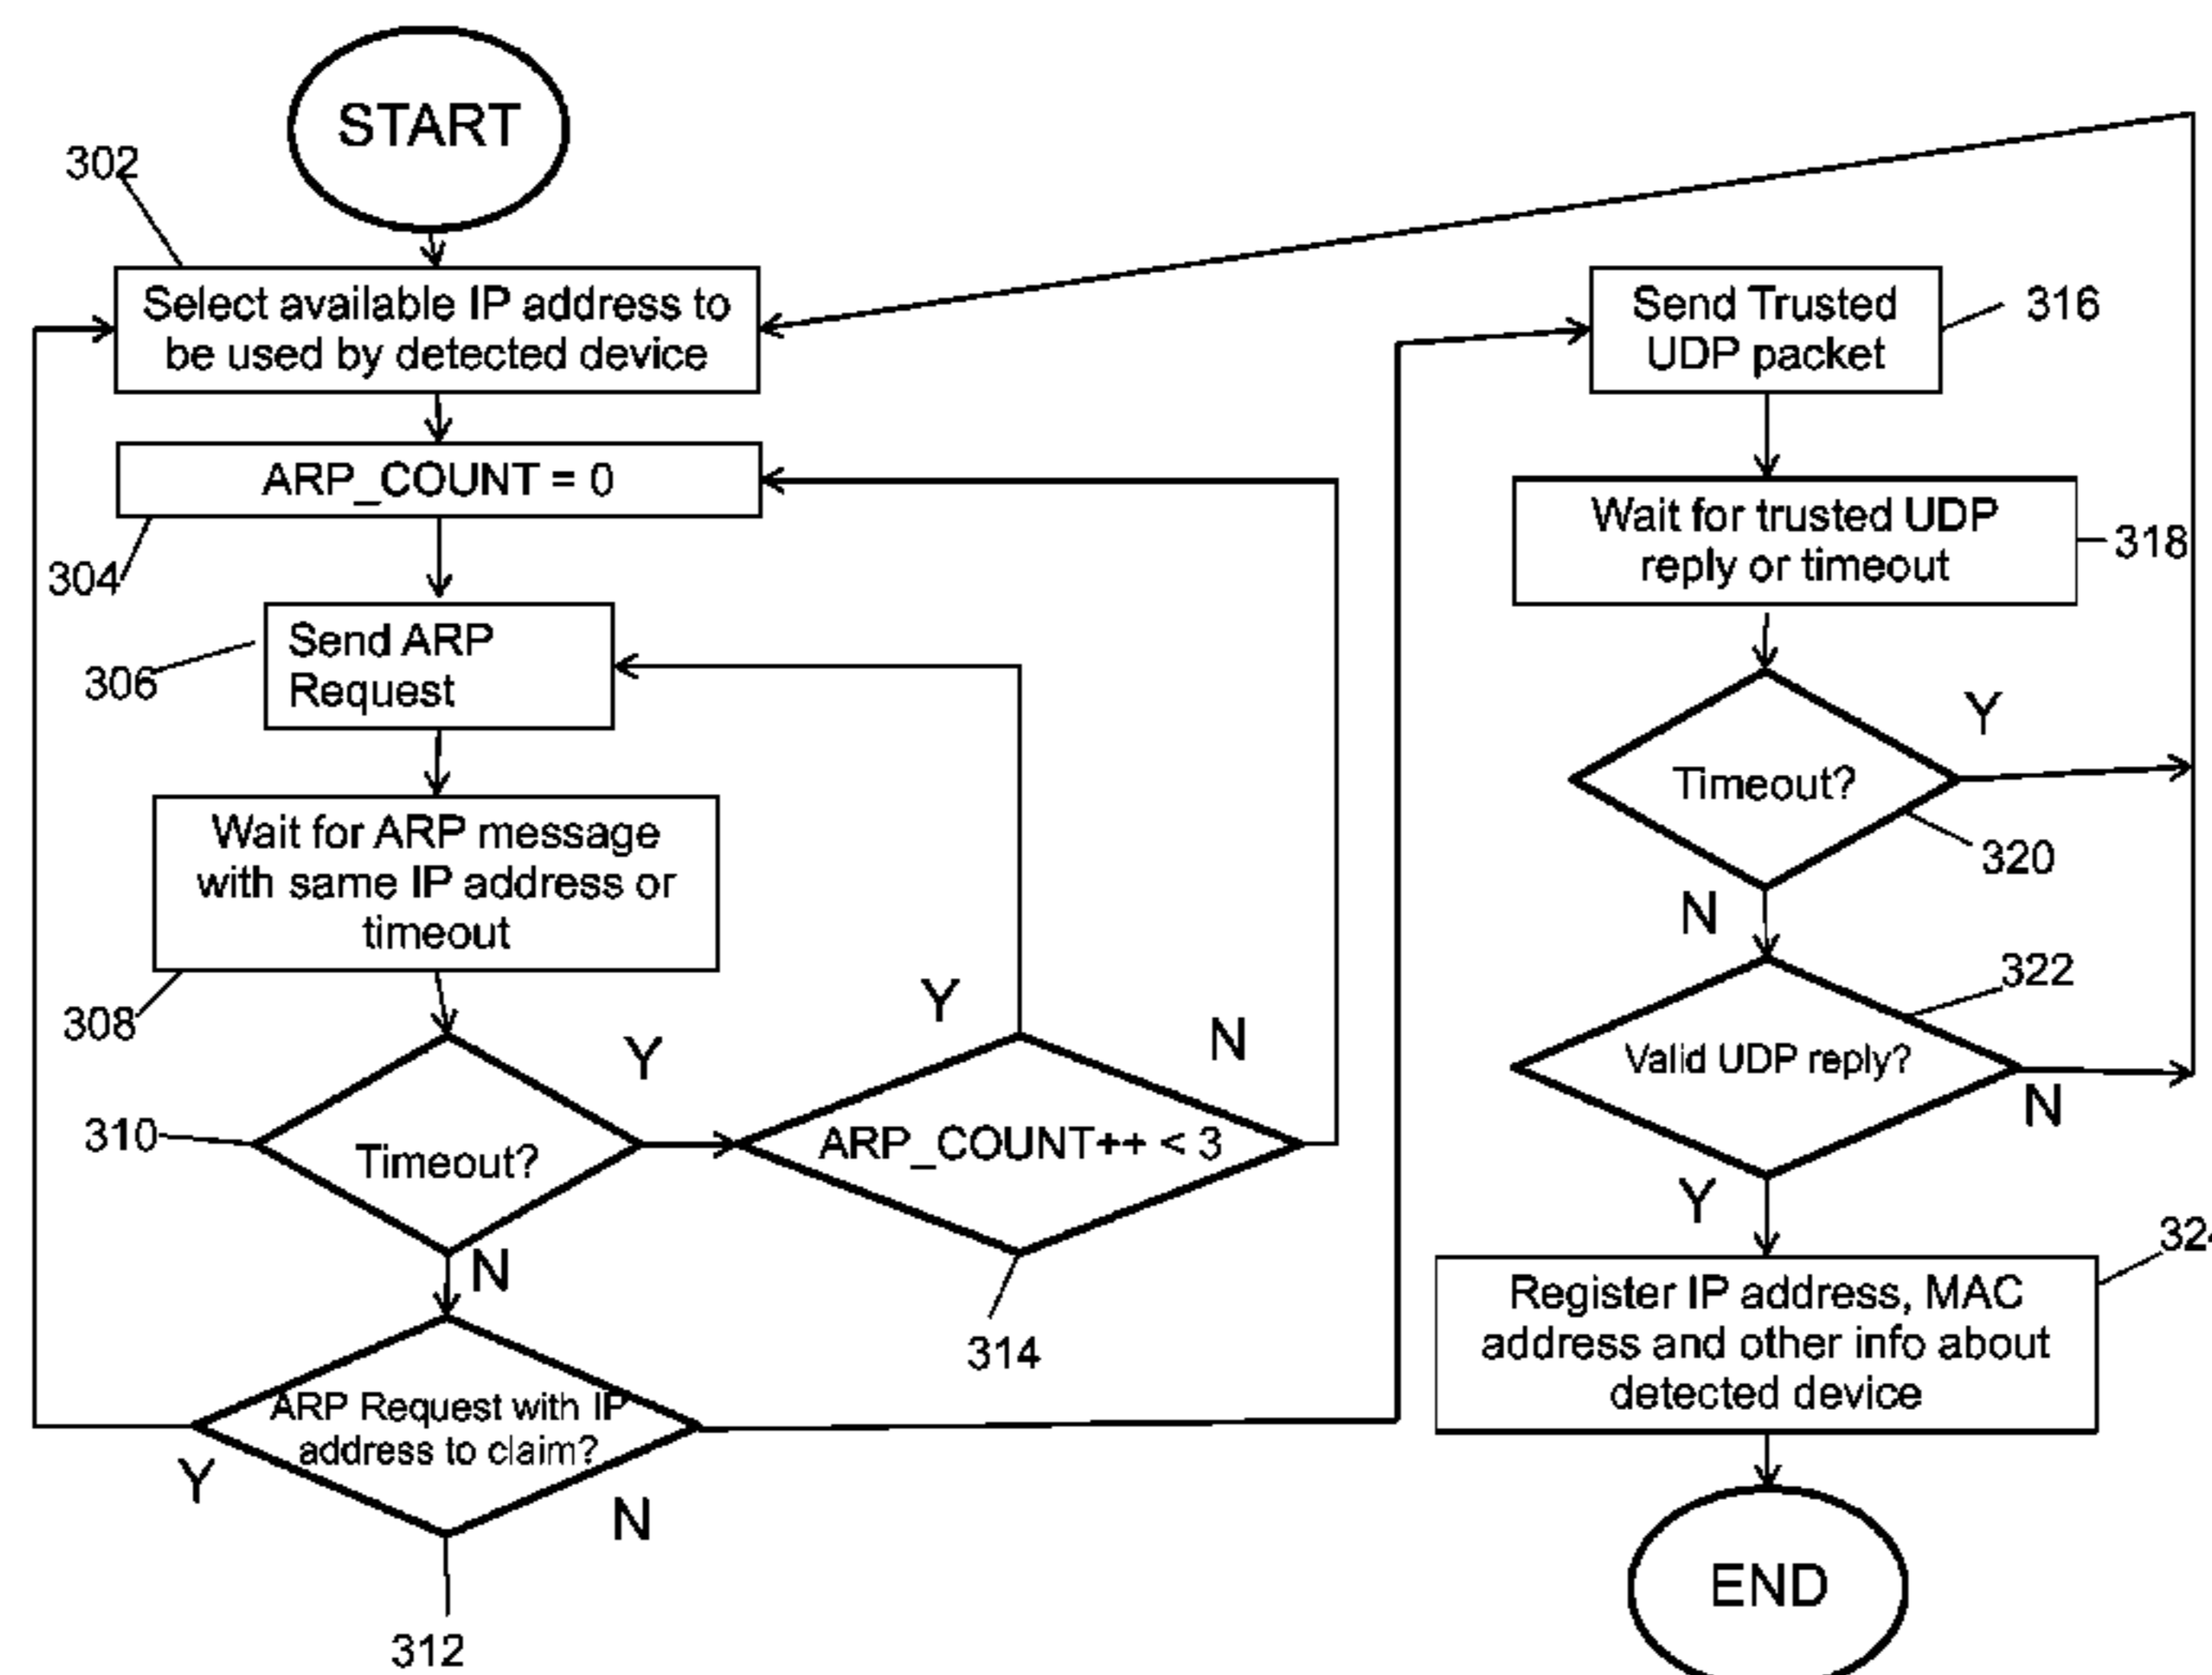 START
302
Select available IP address to
be used by detected device
ARP_COUNT = 0
304
Send ARP
Request
306
Wait for ARP message
with same IP address or
timeout
308
Timeout?
310
Y
N
ARP_COUNT++ < 3
Y
N
314
ARP Request with IP
address to claim?
Y
N
312
Send Trusted
UDP packet
316
Wait for trusted UDP
reply or timeout
318
Timeout?
Y
320
N
Valid UDP reply?
322
N
Y
Register IP address, MAC
address and other info about
detected device
END